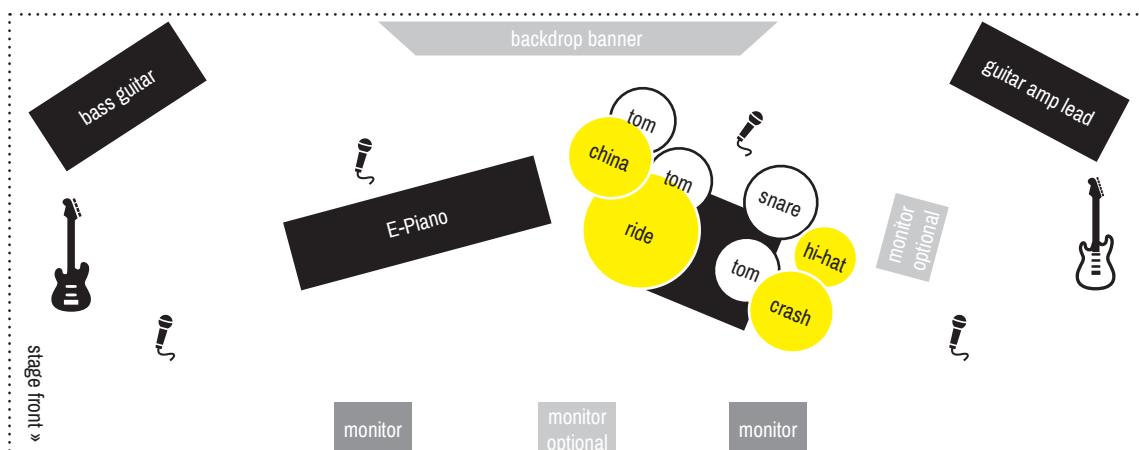 backdrop banner
bass guitar
guitar amp lead
tom
china
tom
snare
E-Piano
ride
hi-hat
monitor
optional
tom
crash
stage front »
monitor
monitor
optional
monitor